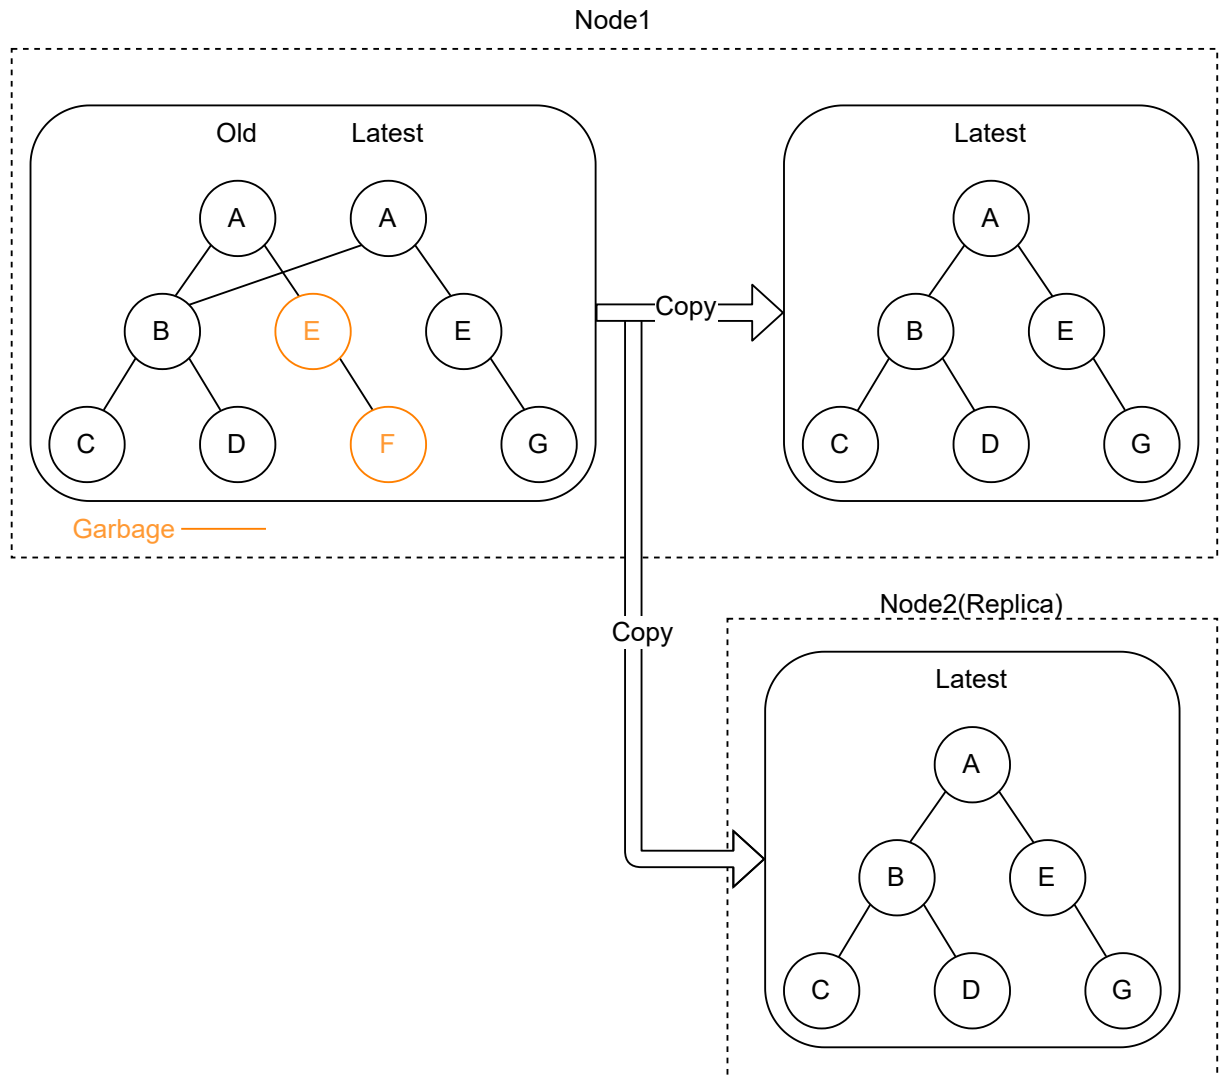 Node1
Old Latest
A A
B E E
C D F G
Garbage
Copy
Latest
A
B E
C D G
Copy
Node2(Replica)
Latest
A
B E
C D G